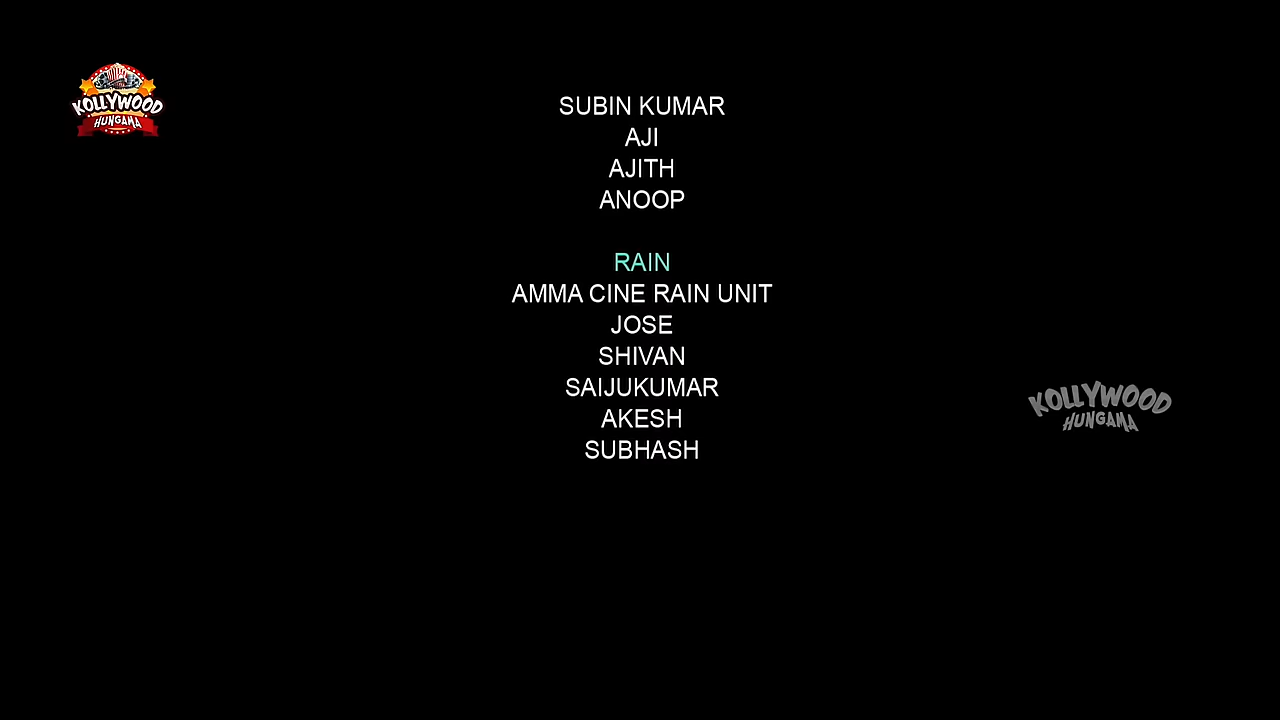 KOLLYWOOD
HUNGAMA
SUBIN KUMAR
AJI
AJITH
ANOOP
RAIN
AMMA CINE RAIN UNIT
JOSE
SHIVAN
SAIJUKUMAR
AKESH
SUBHASH
KOLLYWOOD
HUNGAMA